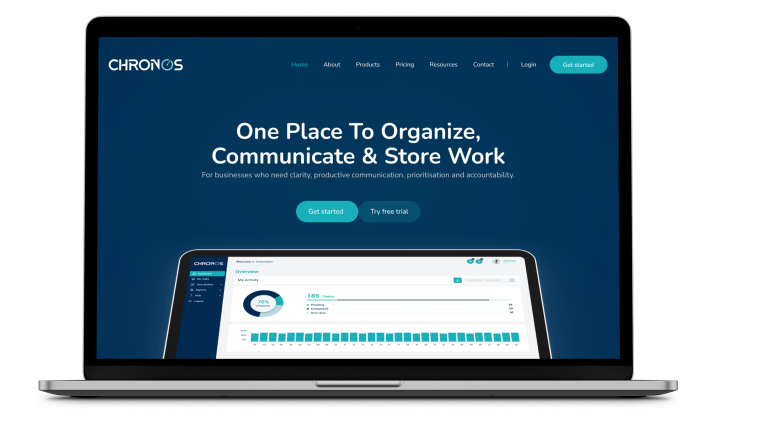 CHRONOS
Home About Products Pricing Resources Contact | Login Get started
One Place To Organize,
Communicate & Store Work
For businesses who need clarity, productive communication, prioritisation and accountability.
Get started Try free trial
CHRONOS
Overview
My Activity
79%
185 Tasks